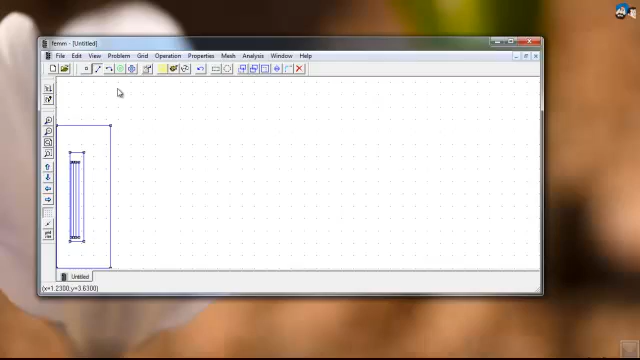 femm - [Untitled]
File Edit View Problem Grid Operation Properties Mesh Analysis Window Help
Untitled
(x=1.2300,y=3.6300)